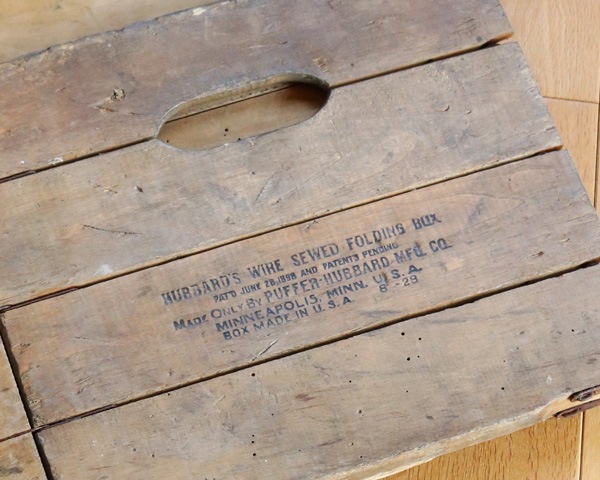 HUBBARD'S WIRE SEWED FOLDING BOX
PAT'D JUNE 28,1898 AND PATENTS PENDING
MADE ONLY BY PUFFER-HUBBARD MFG. CO.
MINNEAPOLIS, MINN. U.S.A.
BOX MADE IN U.S.A 8-29